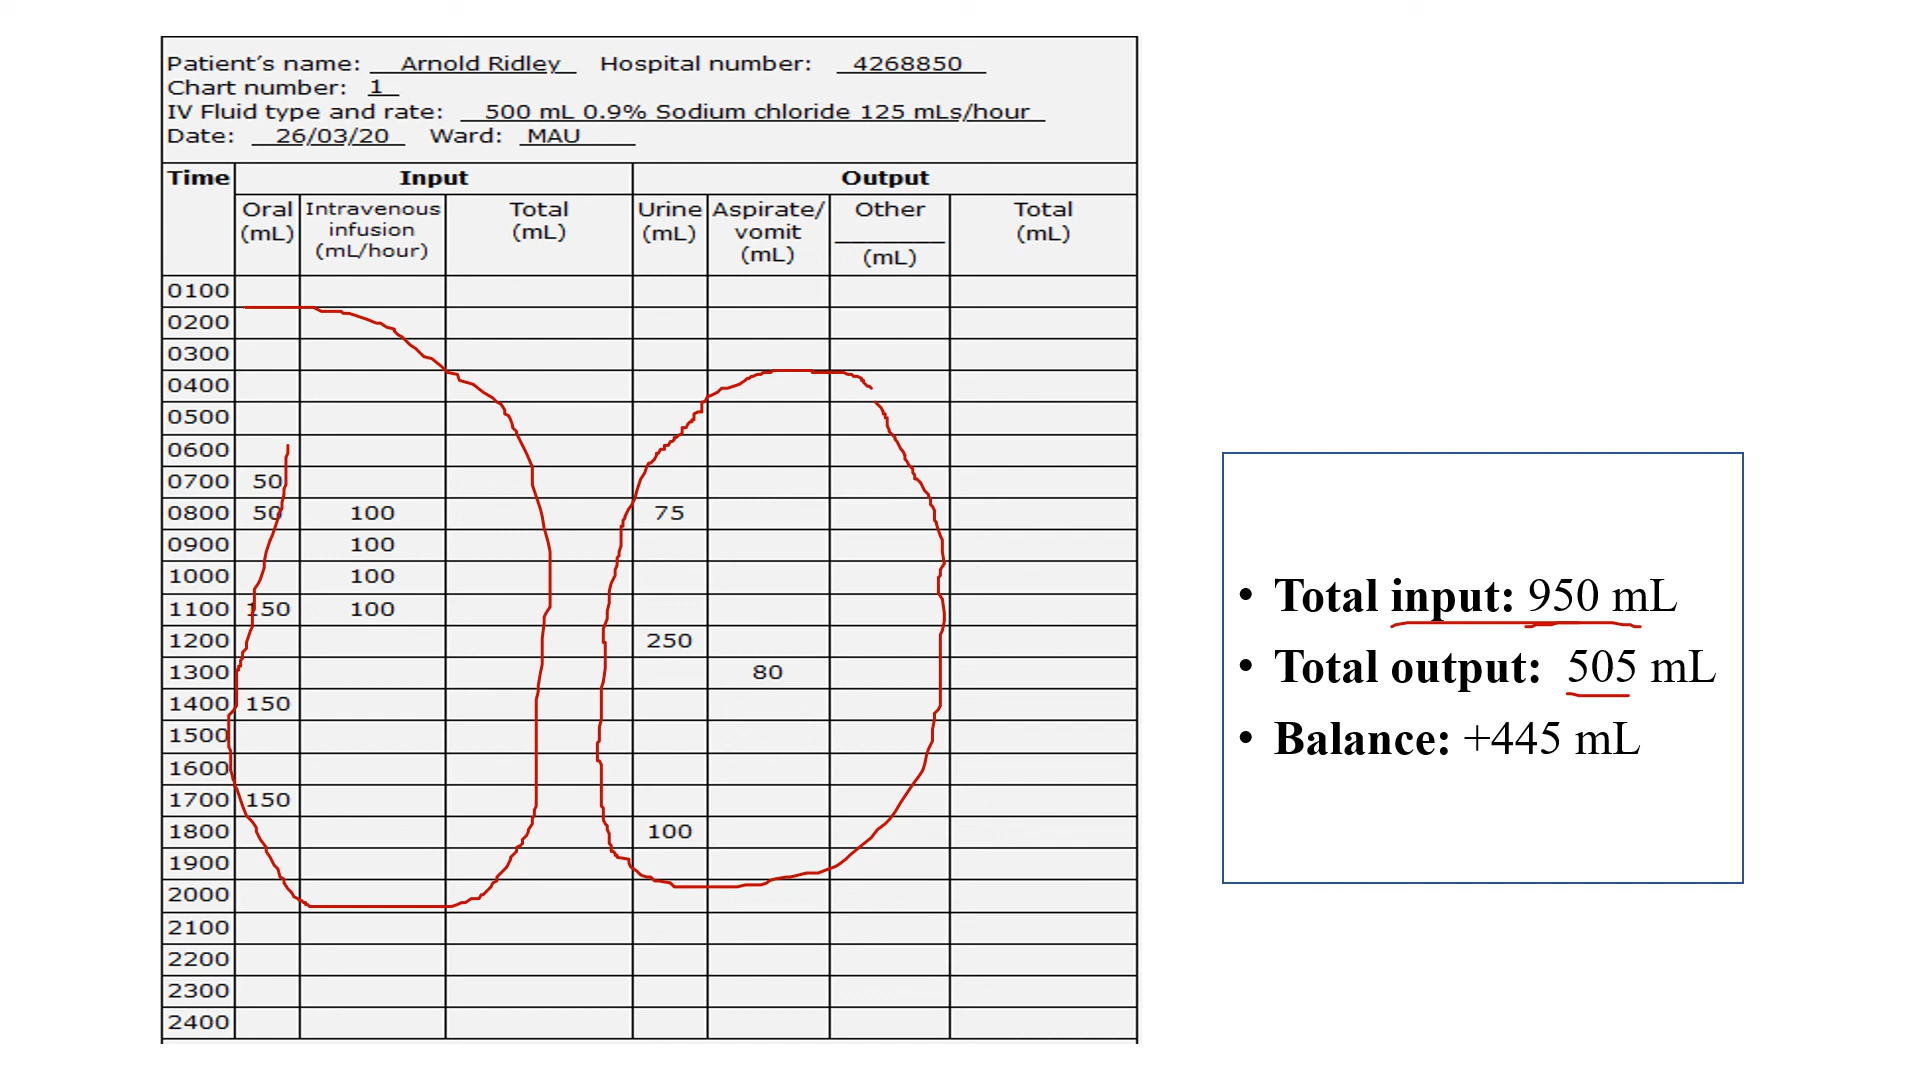 Patient's name: Arnold Ridley Hospital number: 4268850
Chart number: 1
IV Fluid type and rate: 500 mL 0.9% Sodium chloride 125 mLs/hour
Date: 26/03/20 Ward: MAU
Time Input Output
Oral (mL) Intravenous infusion (mL/hour) Total (mL) Urine (mL) Aspirate/vomit (mL) Other (mL) Total (mL)
0100
0200
0300
0400
0500
0600
0700 50
0800 50 100 75
0900 100
1000 100
1100 150 100
1200 250
1300 80
1400 150
1500
1600
1700 150
1800 100
1900
2000
2100
2200
2300
2400
• Total input: 950 mL
• Total output: 505 mL
• Balance: +445 mL